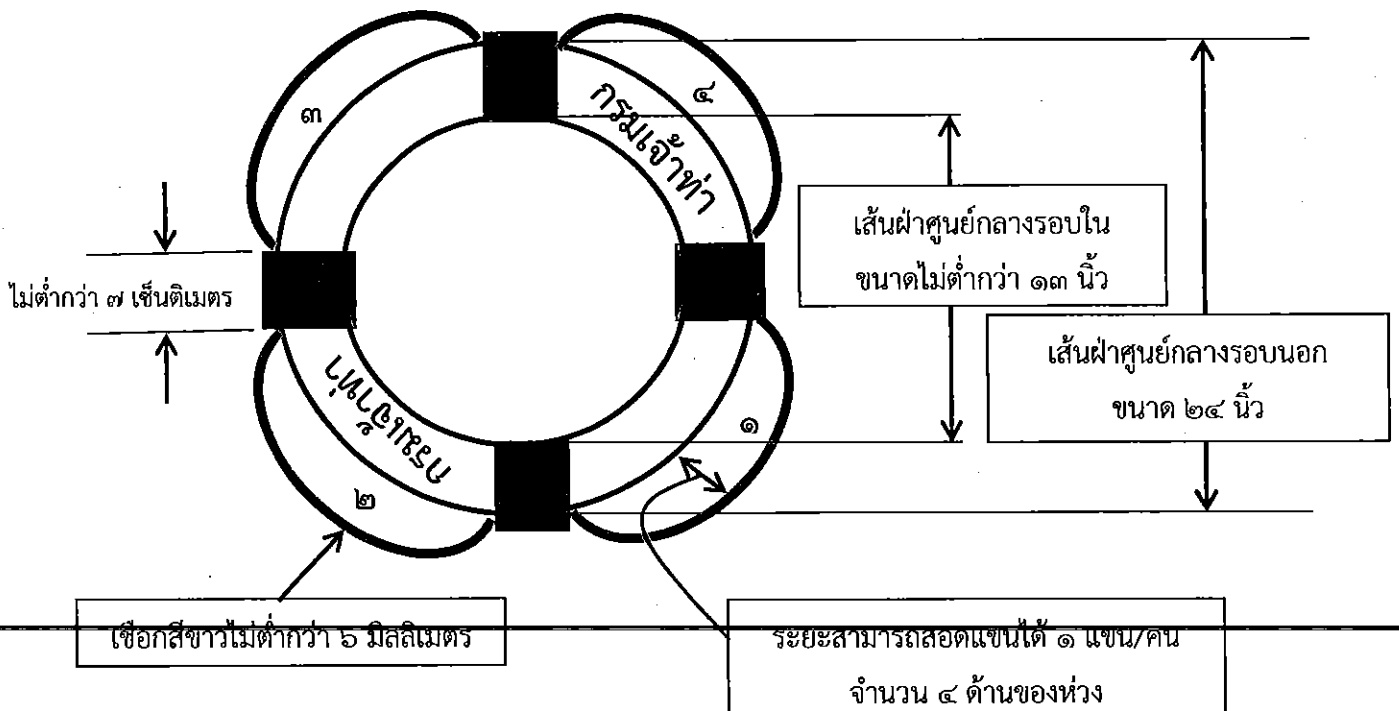 ๓
๔
กรมเจ้าท่า
เส้นผ่าศูนย์กลางรอบใน
ขนาดไม่ต่ำกว่า ๑๓ นิ้ว
ไม่ต่ำกว่า ๗ เซ็นติเมตร
เส้นผ่าศูนย์กลางรอบนอก
ขนาด ๒๔ นิ้ว
กรมเจ้าท่า
๑
๒
เชือกสีขาวไม่ต่ำกว่า ๖ มิลลิเมตร
ระยะสามารถสอดแขนได้ ๑ แขน/คน
จำนวน ๔ ด้านของห่วง